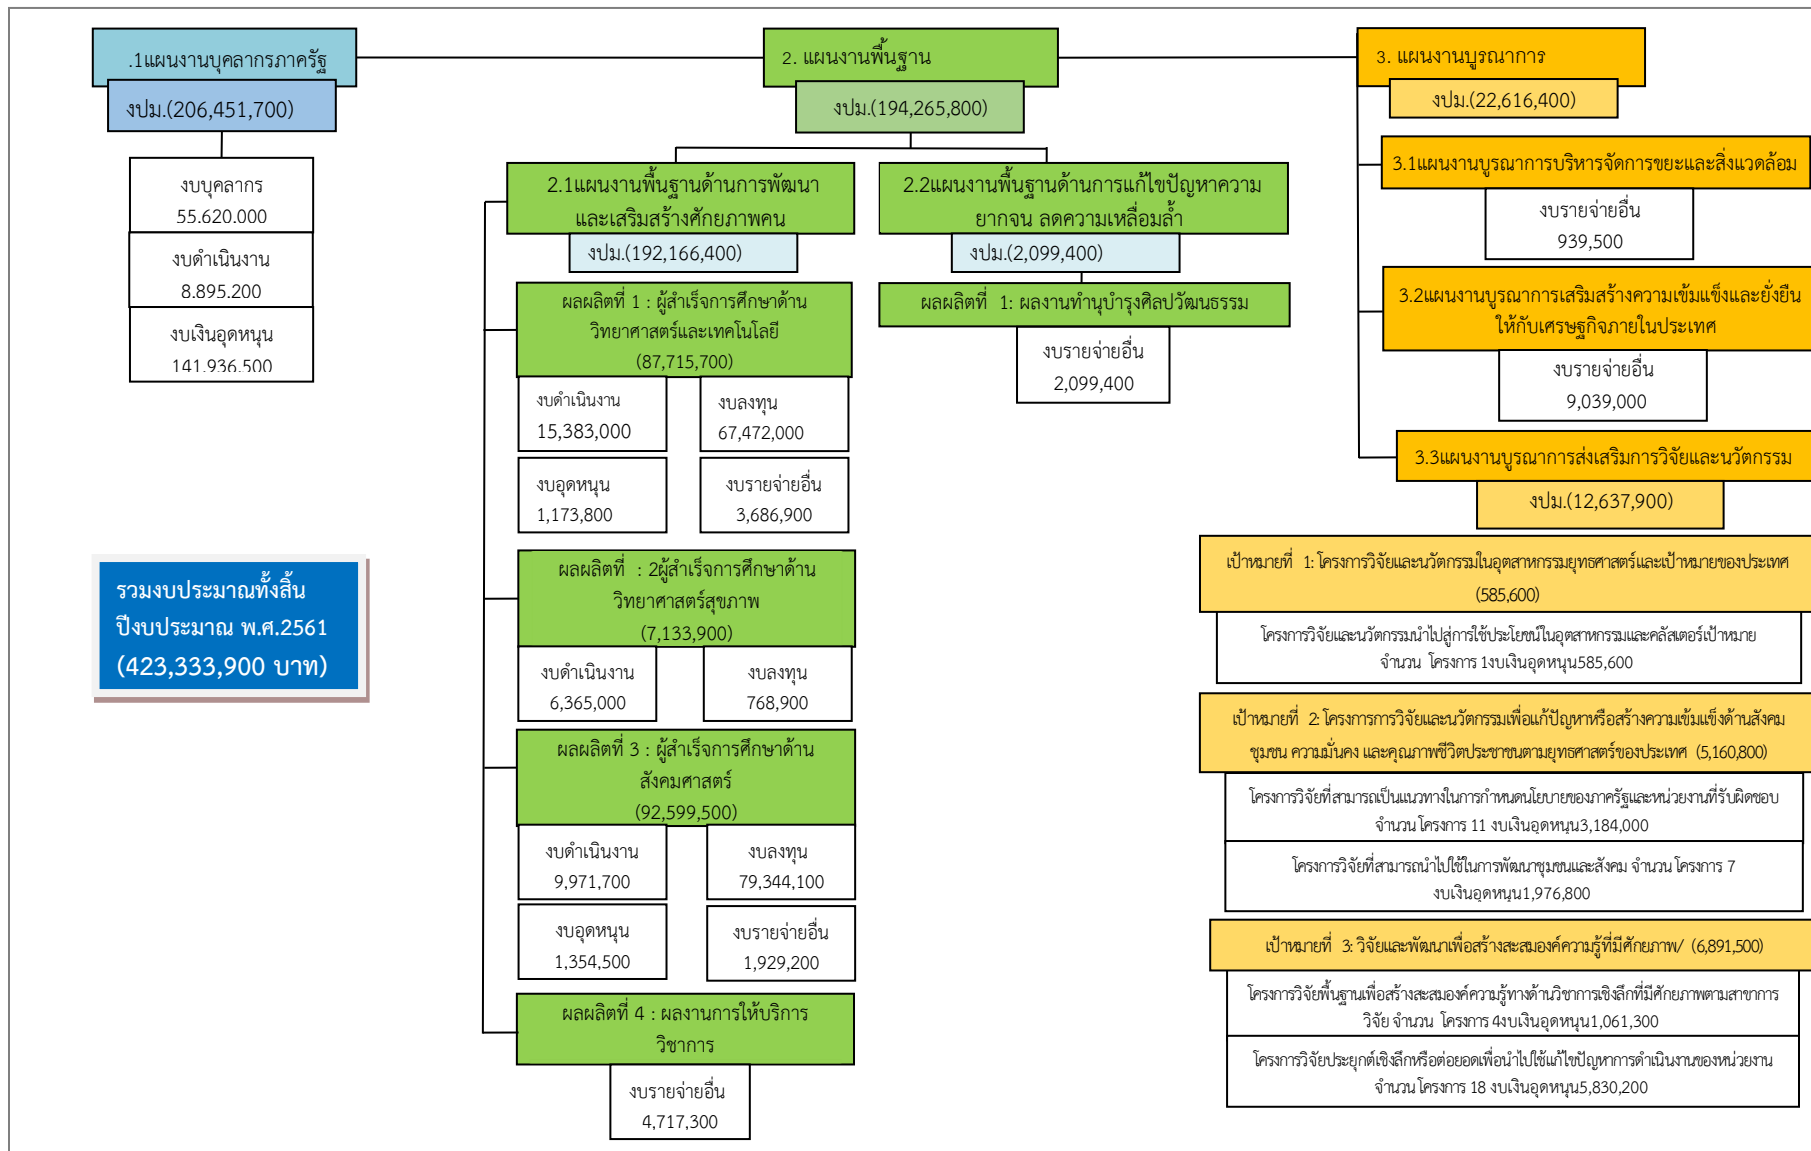 .1แผนงานบุคลากรภาครัฐ
งปม.(206,451,700)
งบบุคลากร
55.620.000
งบดำเนินงาน
8.895.200
งบเงินอุดหนุน
141.936.500
2. แผนงานพื้นฐาน
งปม.(194,265,800)
2.1แผนงานพื้นฐานด้านการพัฒนา
และเสริมสร้างศักยภาพคน
งปม.(192,166,400)
ผลผลิตที่ 1 : ผู้สำเร็จการศึกษาด้าน
วิทยาศาสตร์และเทคโนโลยี
(87,715,700)
งบดำเนินงาน
15,383,000
งบลงทุน
67,472,000
งบอุดหนุน
1,173,800
งบรายจ่ายอื่น
3,686,900
ผลผลิตที่ : 2ผู้สำเร็จการศึกษาด้าน
วิทยาศาสตร์สุขภาพ
(7,133,900)
งบดำเนินงาน
6,365,000
งบลงทุน
768,900
ผลผลิตที่ 3 : ผู้สำเร็จการศึกษาด้าน
สังคมศาสตร์
(92,599,500)
งบดำเนินงาน
9,971,700
งบลงทุน
79,344,100
งบอุดหนุน
1,354,500
งบรายจ่ายอื่น
1,929,200
ผลผลิตที่ 4 : ผลงานการให้บริการ
วิชาการ
งบรายจ่ายอื่น
4,717,300
2.2แผนงานพื้นฐานด้านการแก้ไขปัญหาความ
ยากจน ลดความเหลื่อมล้ำ
งปม.(2,099,400)
ผลผลิตที่ 1: ผลงานทำนุบำรุงศิลปวัฒนธรรม
งบรายจ่ายอื่น
2,099,400
3. แผนงานบูรณาการ
งปม.(22,616,400)
3.1แผนงานบูรณาการบริหารจัดการขยะและสิ่งแวดล้อม
งบรายจ่ายอื่น
939,500
3.2แผนงานบูรณาการเสริมสร้างความเข้มแข็งและยั่งยืน
ให้กับเศรษฐกิจภายในประเทศ
งบรายจ่ายอื่น
9,039,000
3.3แผนงานบูรณาการส่งเสริมการวิจัยและนวัตกรรม
งปม.(12,637,900)
เป้าหมายที่ 1: โครงการวิจัยและนวัตกรรมในอุตสาหกรรมยุทธศาสตร์และเป้าหมายของประเทศ
(585,600)
โครงการวิจัยและนวัตกรรมนำไปสู่การใช้ประโยชน์ในอุตสาหกรรมและคลัสเตอร์เป้าหมาย
จำนวน โครงการ 1งบเงินอุดหนุน585,600
เป้าหมายที่ 2: โครงการการวิจัยและนวัตกรรมเพื่อแก้ปัญหาหรือสร้างความเข้มแข็งด้านสังคม
ชุมชน ความมั่นคง และคุณภาพชีวิตประชาชนตามยุทธศาสตร์ของประเทศ (5,160,800)
โครงการวิจัยที่สามารถเป็นแนวทางในการกำหนดนโยบายของภาครัฐและหน่วยงานที่รับผิดชอบ
จำนวน โครงการ 11 งบเงินอุดหนุน3,184,000
โครงการวิจัยที่สามารถนำไปใช้ในการพัฒนาชุมชนและสังคม จำนวน โครงการ 7
งบเงินอุดหนุน1,976,800
เป้าหมายที่ 3: วิจัยและพัฒนาเพื่อสร้างสะสมองค์ความรู้ที่มีศักยภาพ/ (6,891,500)
โครงการวิจัยพื้นฐานเพื่อสร้างสะสมองค์ความรู้ทางด้านวิชาการเชิงลึกที่มีศักยภาพตามสาขาการ
วิจัย จำนวน โครงการ 4งบเงินอุดหนุน1,061,300
โครงการวิจัยประยุกต์เชิงลึกหรือต่อยอดเพื่อนำไปใช้แก้ไขปัญหาการดำเนินงานของหน่วยงาน
จำนวน โครงการ 18 งบเงินอุดหนุน5,830,200
รวมงบประมาณทั้งสิ้น
ปีงบประมาณ พ.ศ.2561
(423,333,900 บาท)